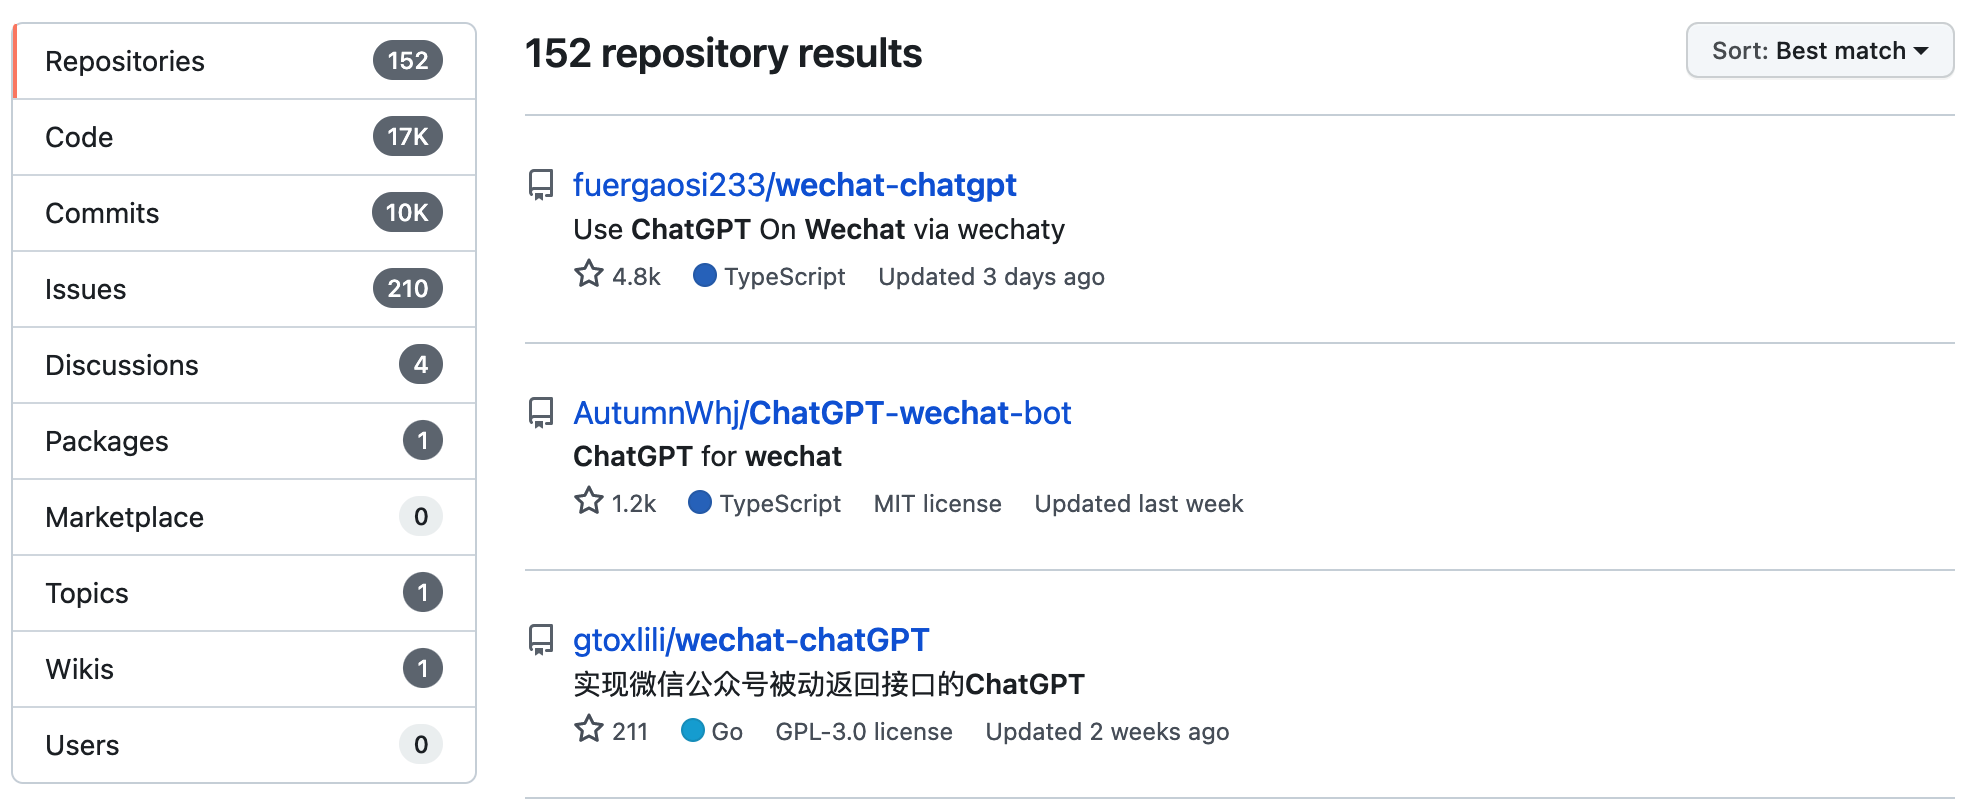 Repositories 152
Code 17K
Commits 10K
Issues 210
Discussions 4
Packages 1
Marketplace 0
Topics 1
Wikis 1
Users 0
152 repository results
Sort: Best match
fuergaosi233/wechat-chatgpt
Use ChatGPT On Wechat via wechaty
4.8k TypeScript Updated 3 days ago
AutumnWhj/ChatGPT-wechat-bot
ChatGPT for wechat
1.2k TypeScript MIT license Updated last week
gtoxlili/wechat-chatGPT
实现微信公众号被动返回接口的ChatGPT
211 Go GPL-3.0 license Updated 2 weeks ago